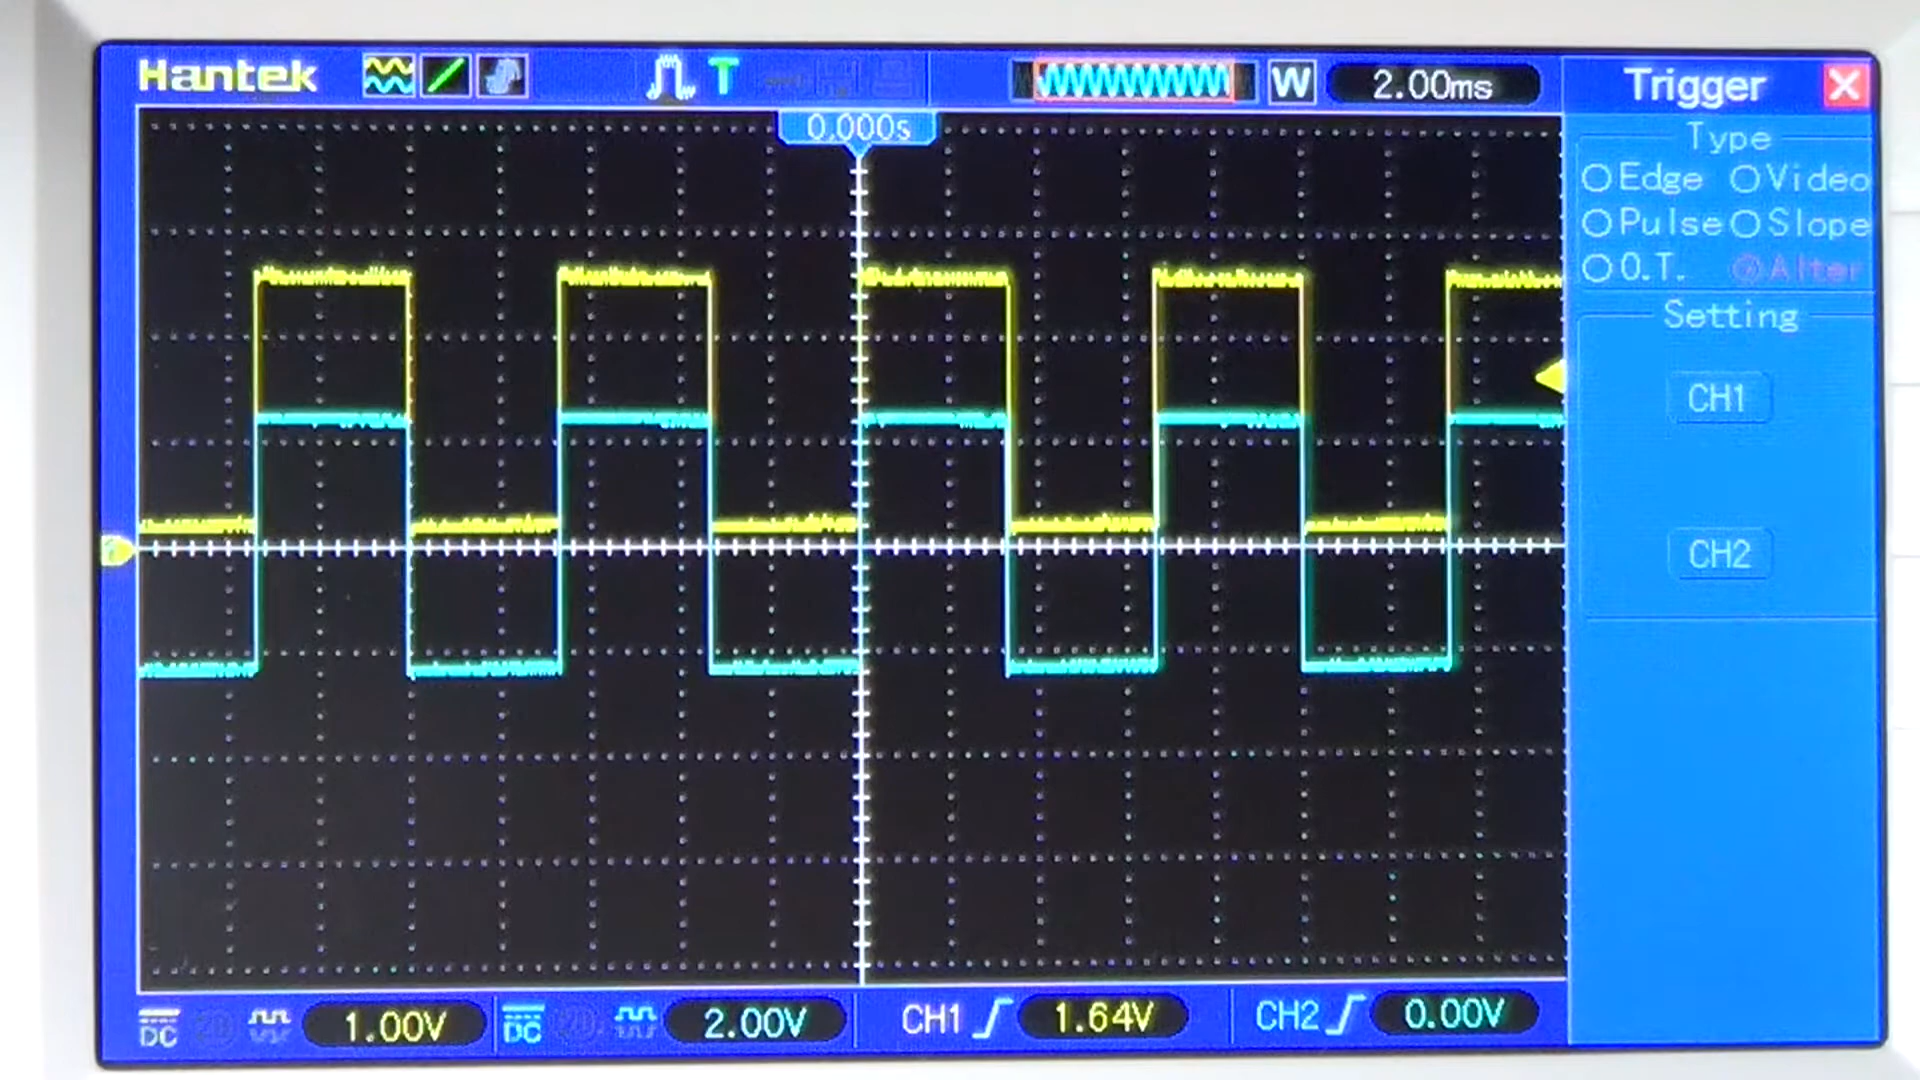 Hantek T W 2.00ms
0.000s
Trigger X
Type
Edge Video
Pulse Slope
O.T. Alter
Setting
CH1
CH2
DC 1.00V DC 2.00V CH1 1.64V CH2 0.00V